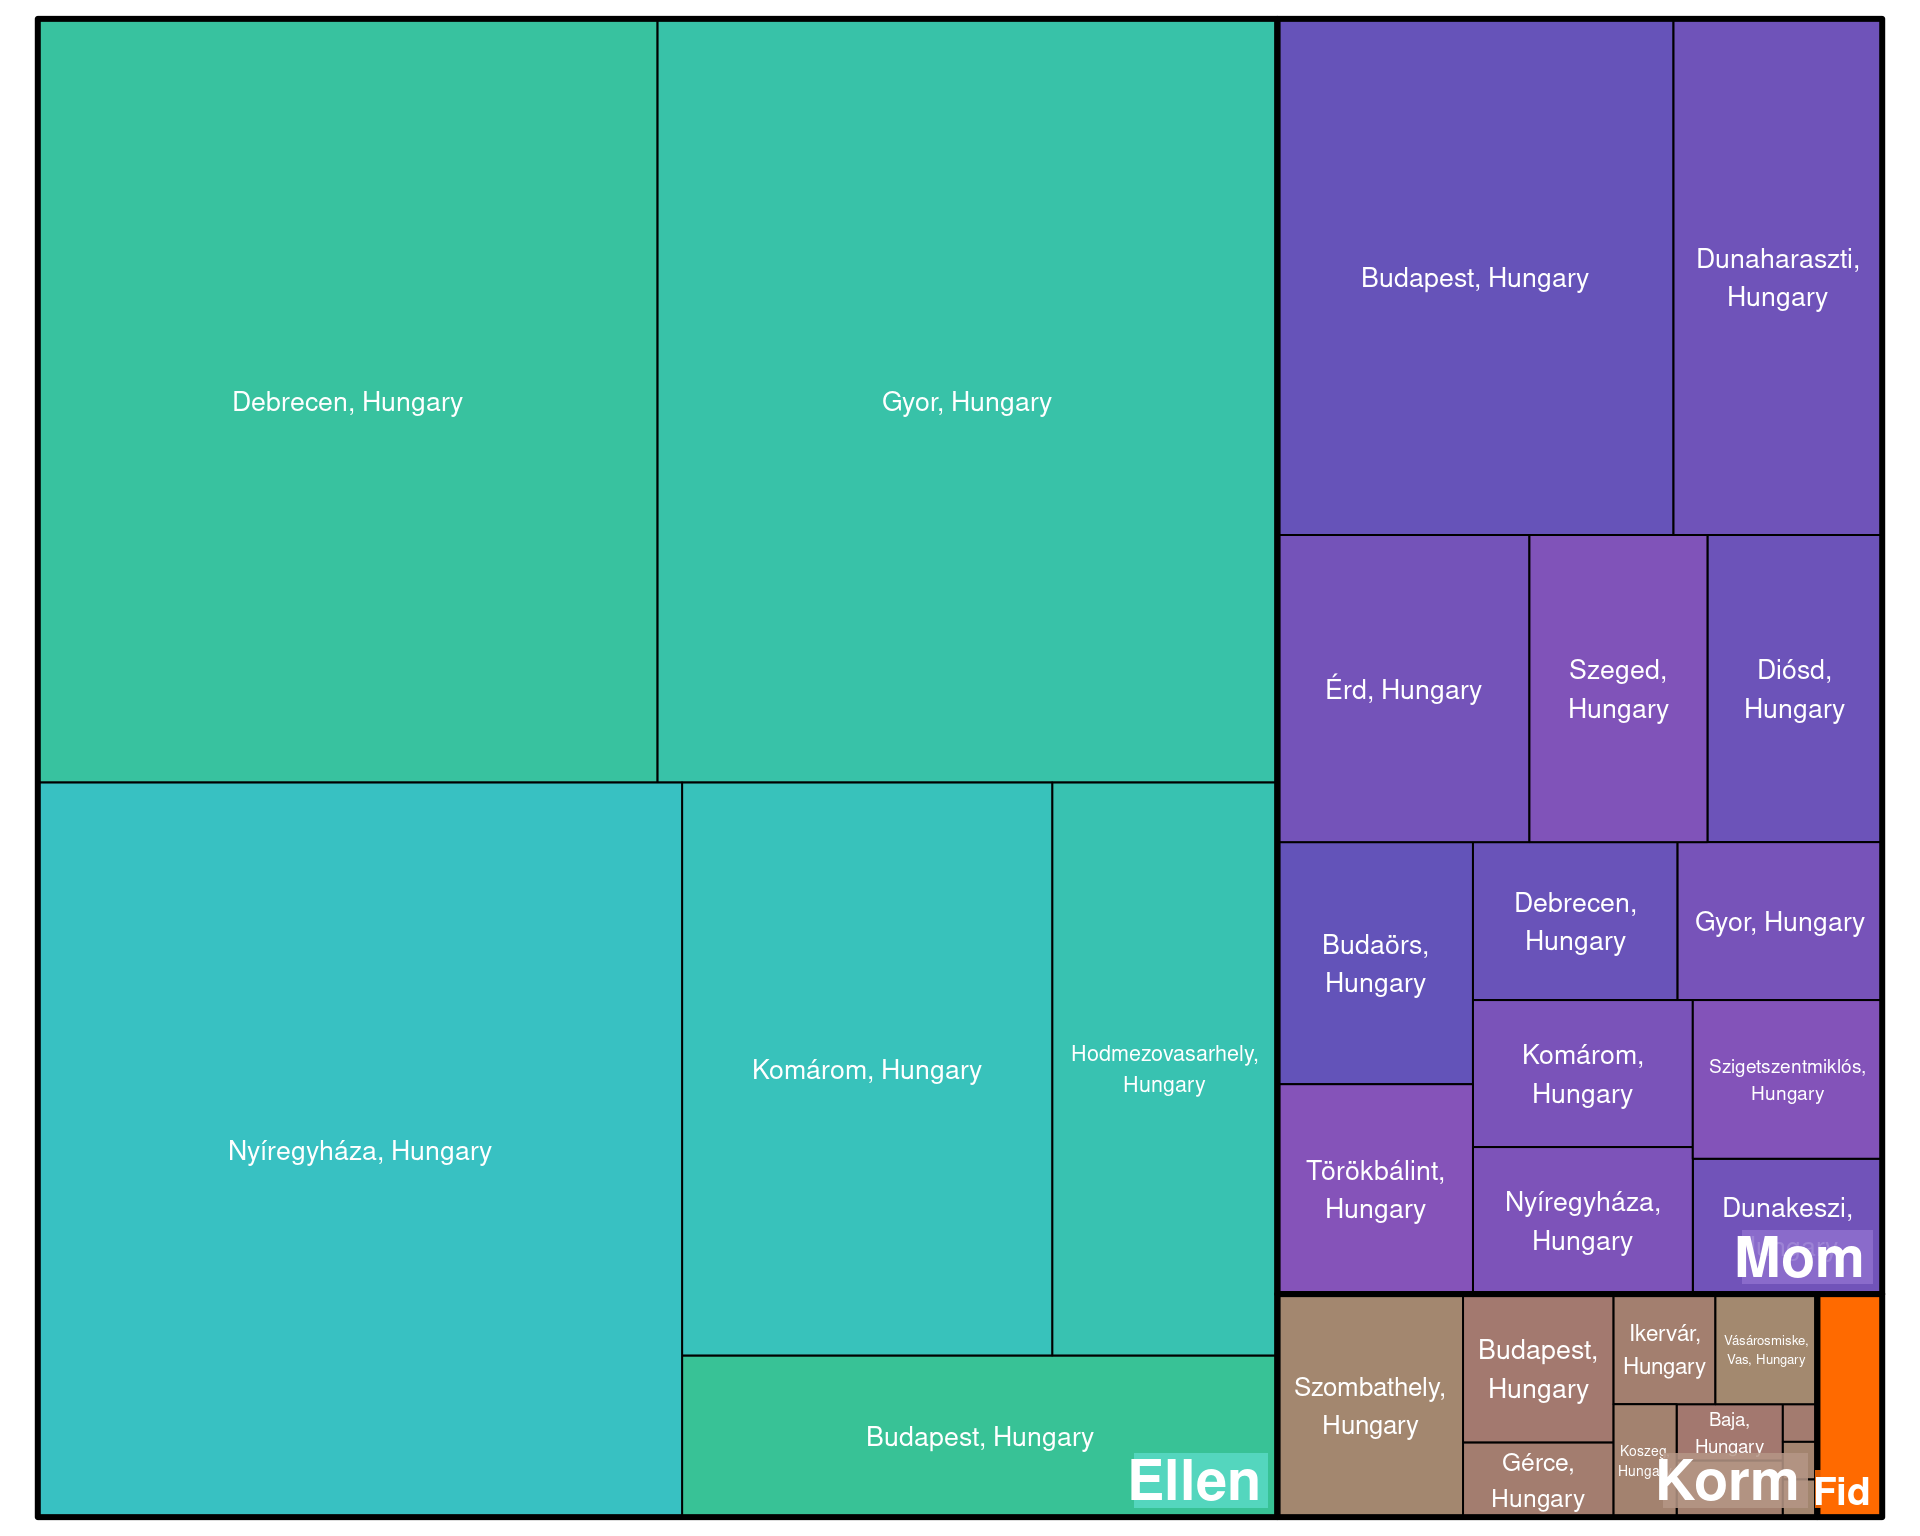 Debrecen, Hungary
Gyor, Hungary
Nyíregyháza, Hungary
Komárom, Hungary
Hodmezovasarhely,
Hungary
Budapest, Hungary
Ellen
Budapest, Hungary
Dunaharaszti,
Hungary
Érd, Hungary
Szeged,
Hungary
Diósd,
Hungary
Budaörs,
Hungary
Debrecen,
Hungary
Gyor, Hungary
Komárom,
Hungary
Szigetszentmiklós,
Hungary
Törökbálint,
Hungary
Nyíregyháza,
Hungary
Dunakeszi,
Mom
Szombathely,
Hungary
Budapest,
Hungary
Gérce,
Hungary
Ikervár,
Hungary
Vásárosmiske,
Vas, Hungary
Koszeg
Baja,
Hungary
Korm
Fid